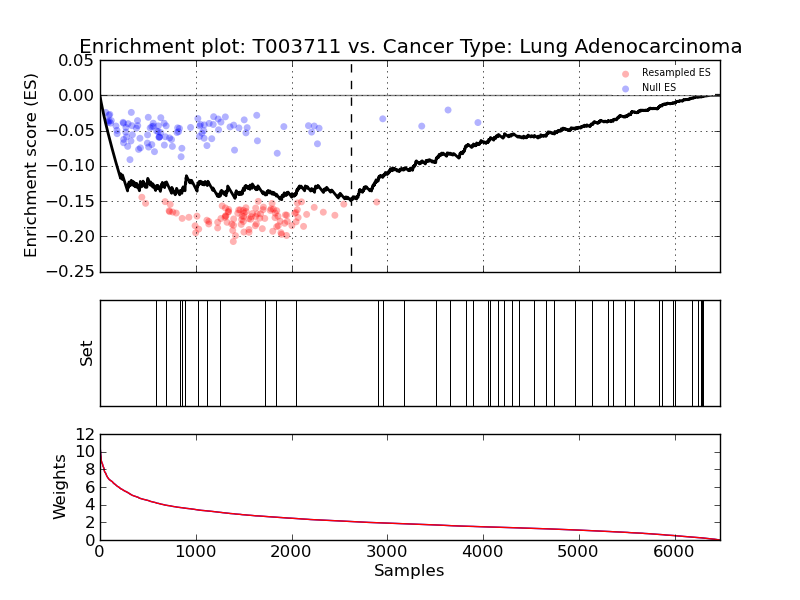 Enrichment plot: T003711 vs. Cancer Type: Lung Adenocarcinoma
Enrichment score (ES)
0.05
0.00
−0.05
−0.10
−0.15
−0.20
−0.25
Resampled ES
Null ES
Set
Weights
12
10
8
6
4
2
0
0 1000 2000 3000 4000 5000 6000
Samples